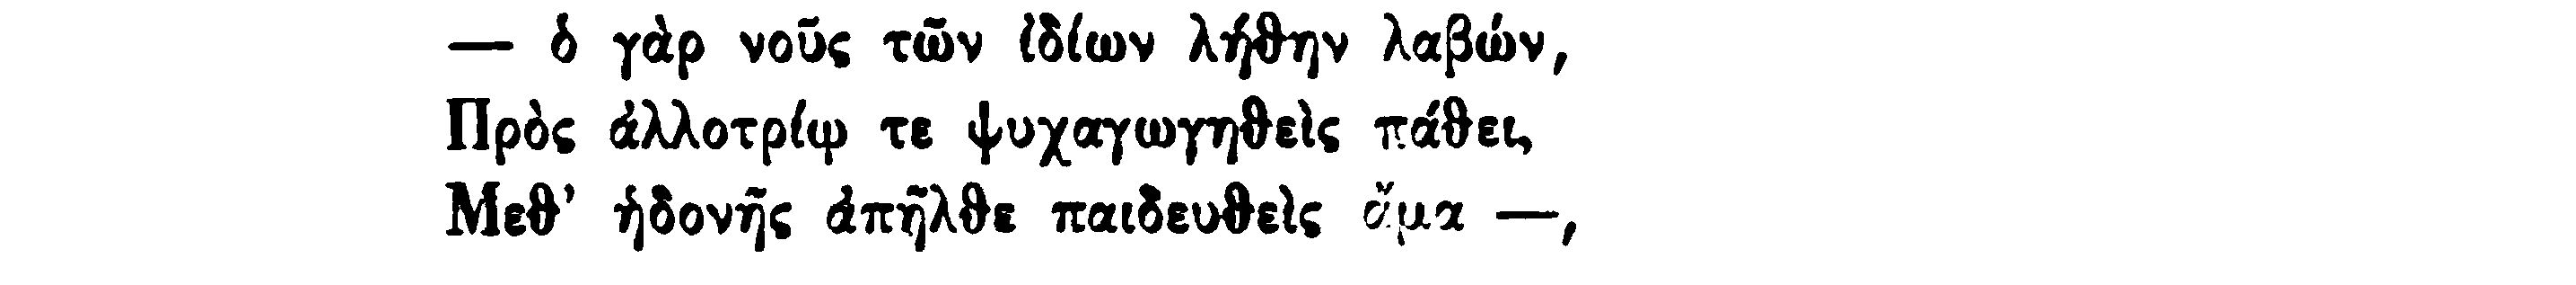 — ὁ γὰρ νοῦς τῶν ἰδίων λήθην λαβών,
Πρὸς ἀλλοτρίῳ τε ψυχαγωγηθεὶς πάθει,
Μεθ’ ἡδονῆς ἀπῆλθε παιδευθεὶς ἅμα —,